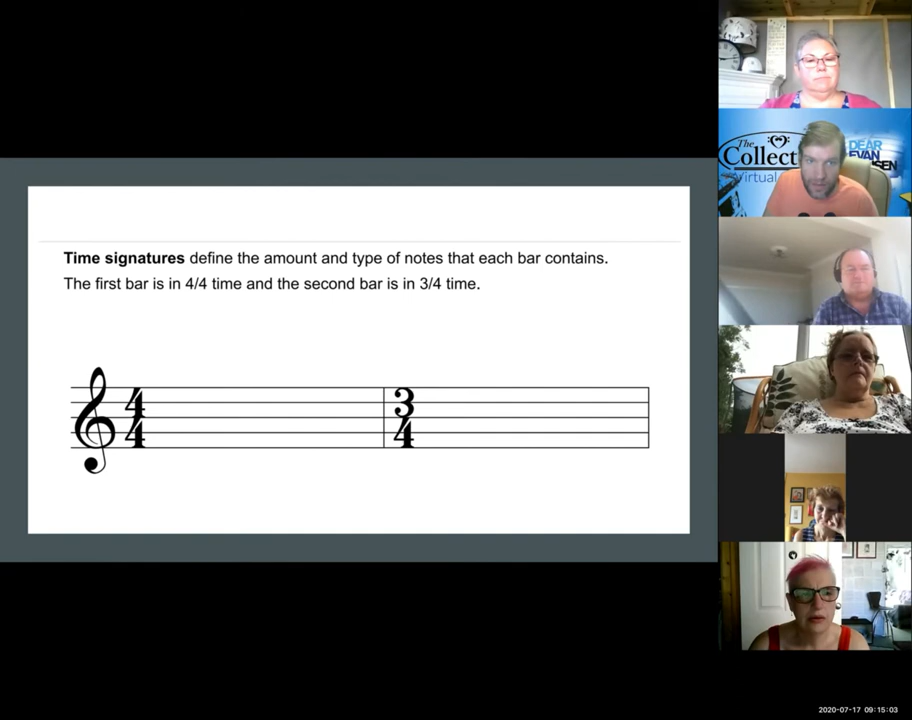 Time signatures define the amount and type of notes that each bar contains.
The first bar is in 4/4 time and the second bar is in 3/4 time.
4
4
3
4
The
Collect
Virtual
DEAR
EVAN
SEN
2020-07-17 09:15:03